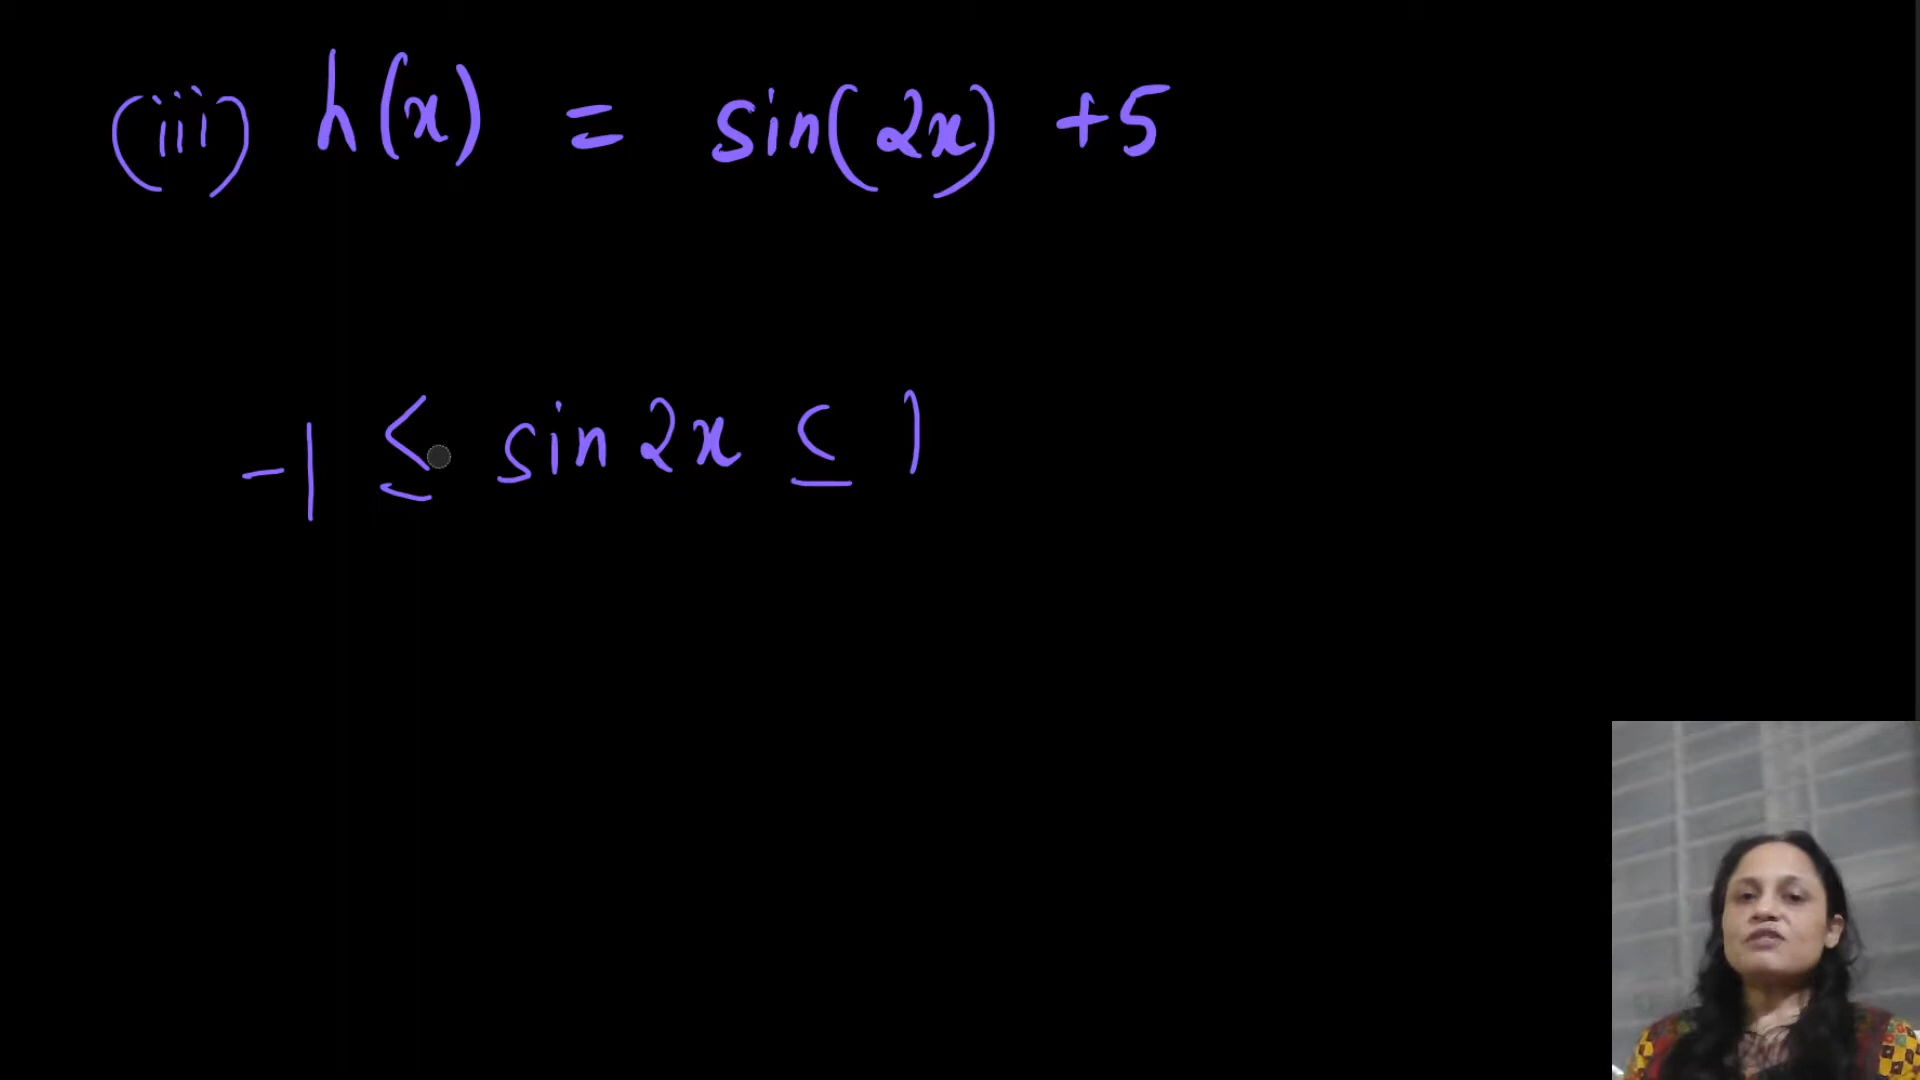 (iii) h(x) = sin(2x) +5
-1 ≤ sin 2x ≤ 1